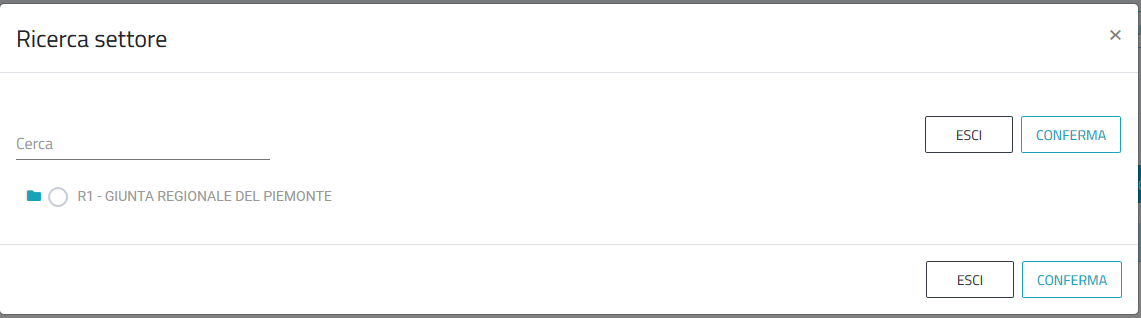 Ricerca settore
×
Cerca
ESCI
CONFERMA
R1 - GIUNTA REGIONALE DEL PIEMONTE
ESCI
CONFERMA